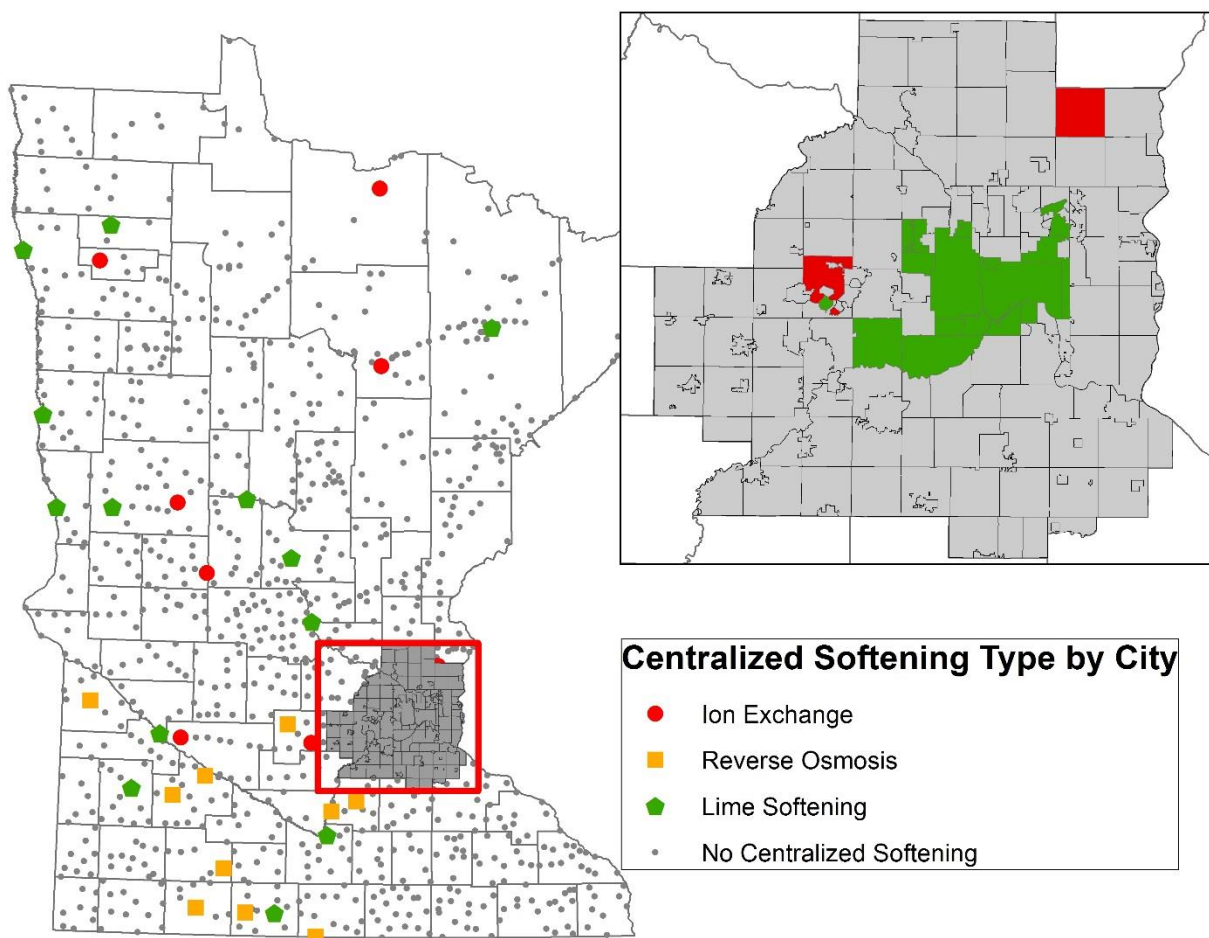 Centralized Softening Type by City
Ion Exchange
Reverse Osmosis
Lime Softening
No Centralized Softening